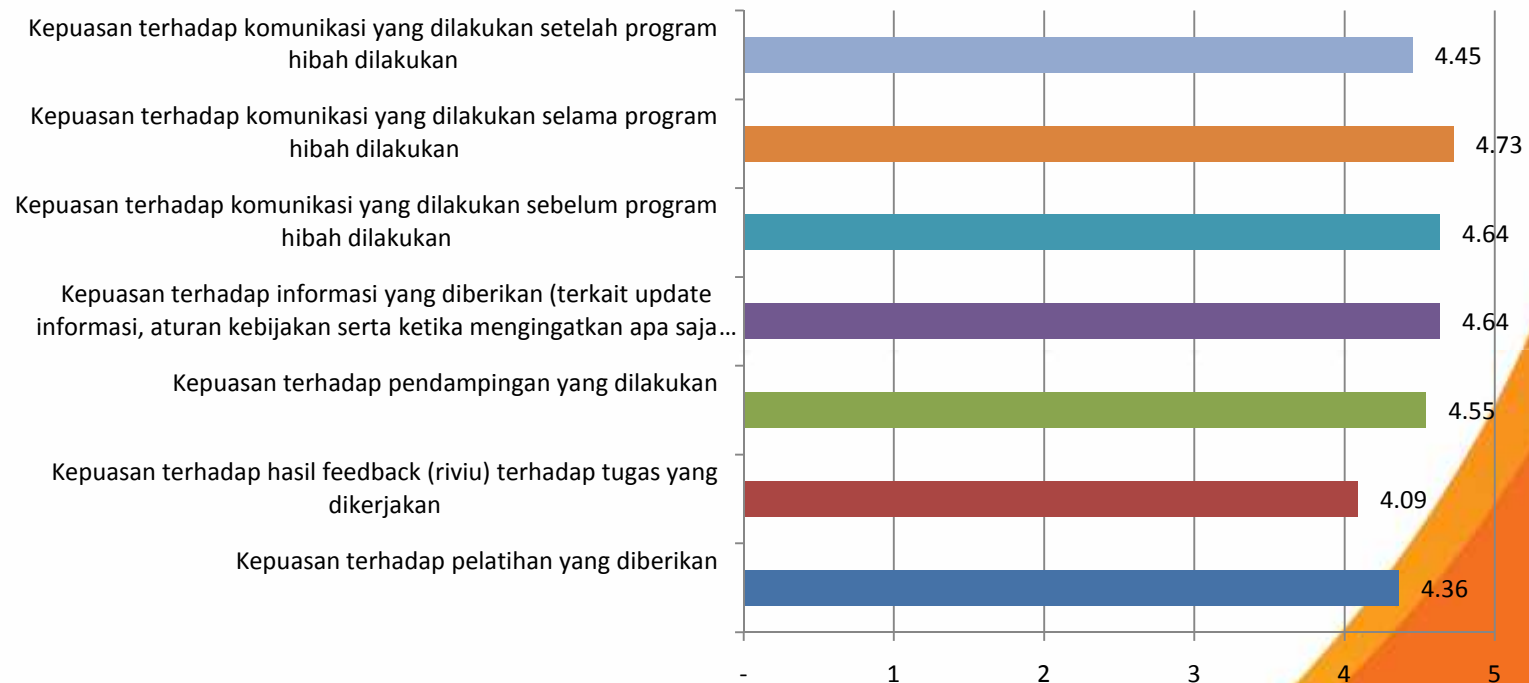 Kepuasan terhadap komunikasi yang dilakukan setelah program
hibah dilakukan
4.45
Kepuasan terhadap komunikasi yang dilakukan selama program
hibah dilakukan
4.73
Kepuasan terhadap komunikasi yang dilakukan sebelum program
hibah dilakukan
4.64
Kepuasan terhadap informasi yang diberikan (terkait update
informasi, aturan kebijakan serta ketika mengingatkan apa saja…
4.64
Kepuasan terhadap pendampingan yang dilakukan
4.55
Kepuasan terhadap hasil feedback (riviu) terhadap tugas yang
dikerjakan
4.09
Kepuasan terhadap pelatihan yang diberikan
4.36
- 1 2 3 4 5